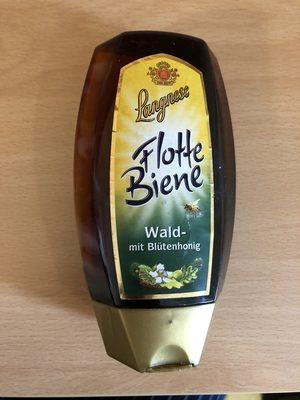 Langnese
Flotte
Biene
Wald-
mit Blütenhonig